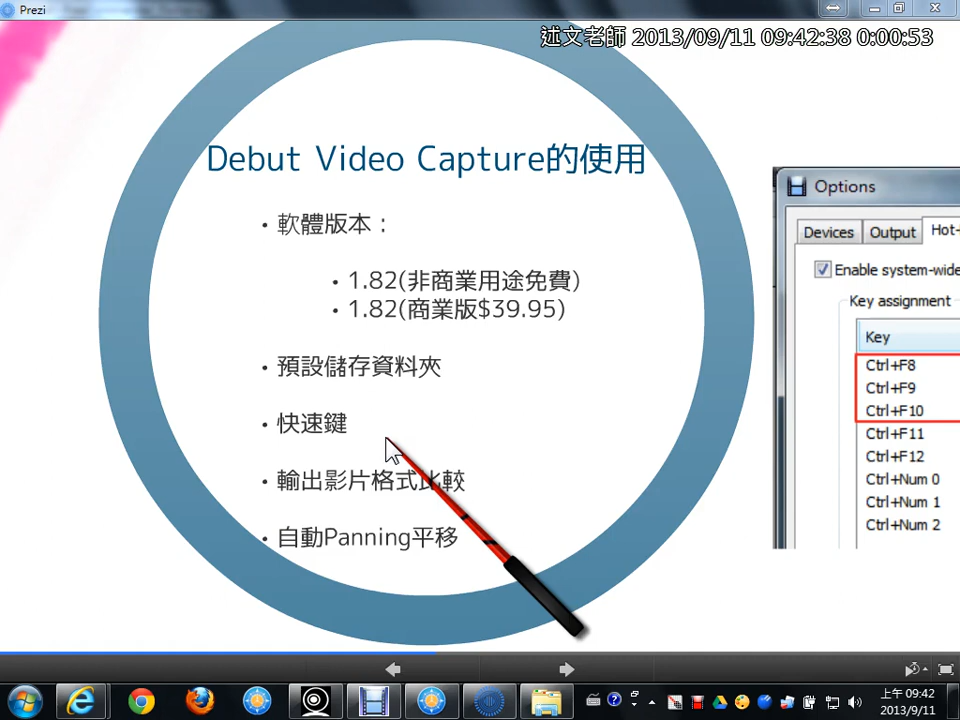 Prezi
述文老師 2013/09/11 09:42:38 0:00:53
Debut Video Capture的使用
• 軟體版本：
• 1.82(非商業用途免費)
• 1.82(商業版$39.95)
• 預設儲存資料夾
• 快速鍵
• 輸出影片格式比較
• 自動Panning平移
Options
Devices Output Hot-
Enable system-wide
Key assignment
Key
Ctrl+F8
Ctrl+F9
Ctrl+F10
Ctrl+F11
Ctrl+F12
Ctrl+Num 0
Ctrl+Num 1
Ctrl+Num 2
上午 09:42
2013/9/11